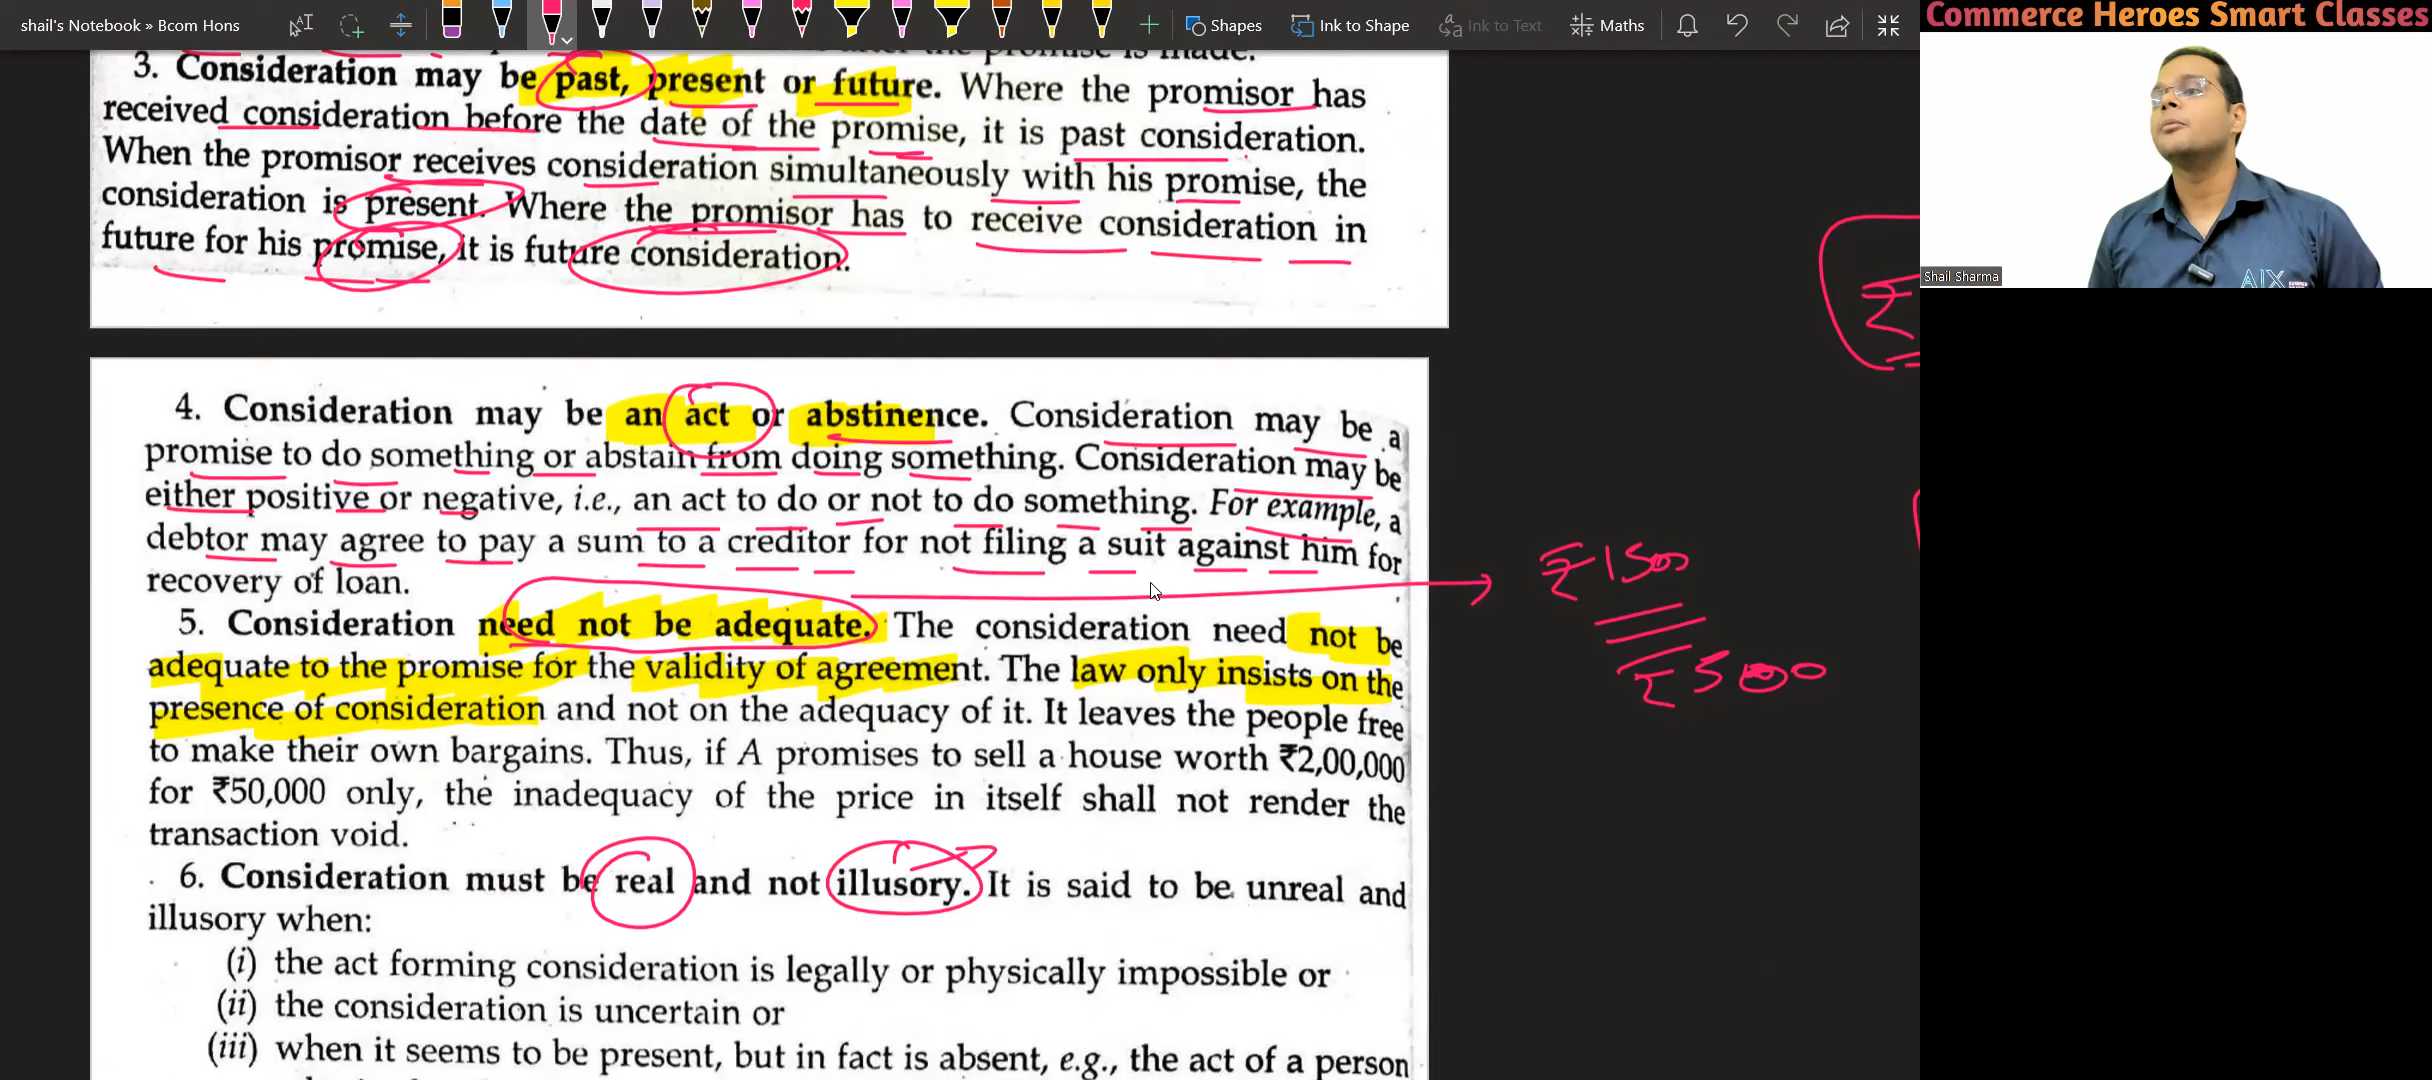 shail's Notebook » Bcom Hons
Shapes
Ink to Shape
Ink to Text
Maths
Commerce Heroes Smart Classes
the promise is made.
3. Consideration may be past, present or future. Where the promisor has
received consideration before the date of the promise, it is past consideration.
When the promisor receives consideration simultaneously with his promise, the
consideration is present. Where the promisor has to receive consideration in
future for his promise, it is future consideration.
Shail Sharma
AIX
4. Consideration may be an act or abstinence. Consideration may be a
promise to do something or abstain from doing something. Consideration may be
either positive or negative, i.e., an act to do or not to do something. For example, a
debtor may agree to pay a sum to a creditor for not filing a suit against him for
recovery of loan.
₹1500
₹500
5. Consideration need not be adequate. The consideration need not be
adequate to the promise for the validity of agreement. The law only insists on the
presence of consideration and not on the adequacy of it. It leaves the people free
to make their own bargains. Thus, if A promises to sell a house worth ₹2,00,000
for ₹50,000 only, the inadequacy of the price in itself shall not render the
transaction void.
6. Consideration must be real and not illusory. It is said to be unreal and
illusory when:
(i) the act forming consideration is legally or physically impossible or
(ii) the consideration is uncertain or
(iii) when it seems to be present, but in fact is absent, e.g., the act of a person